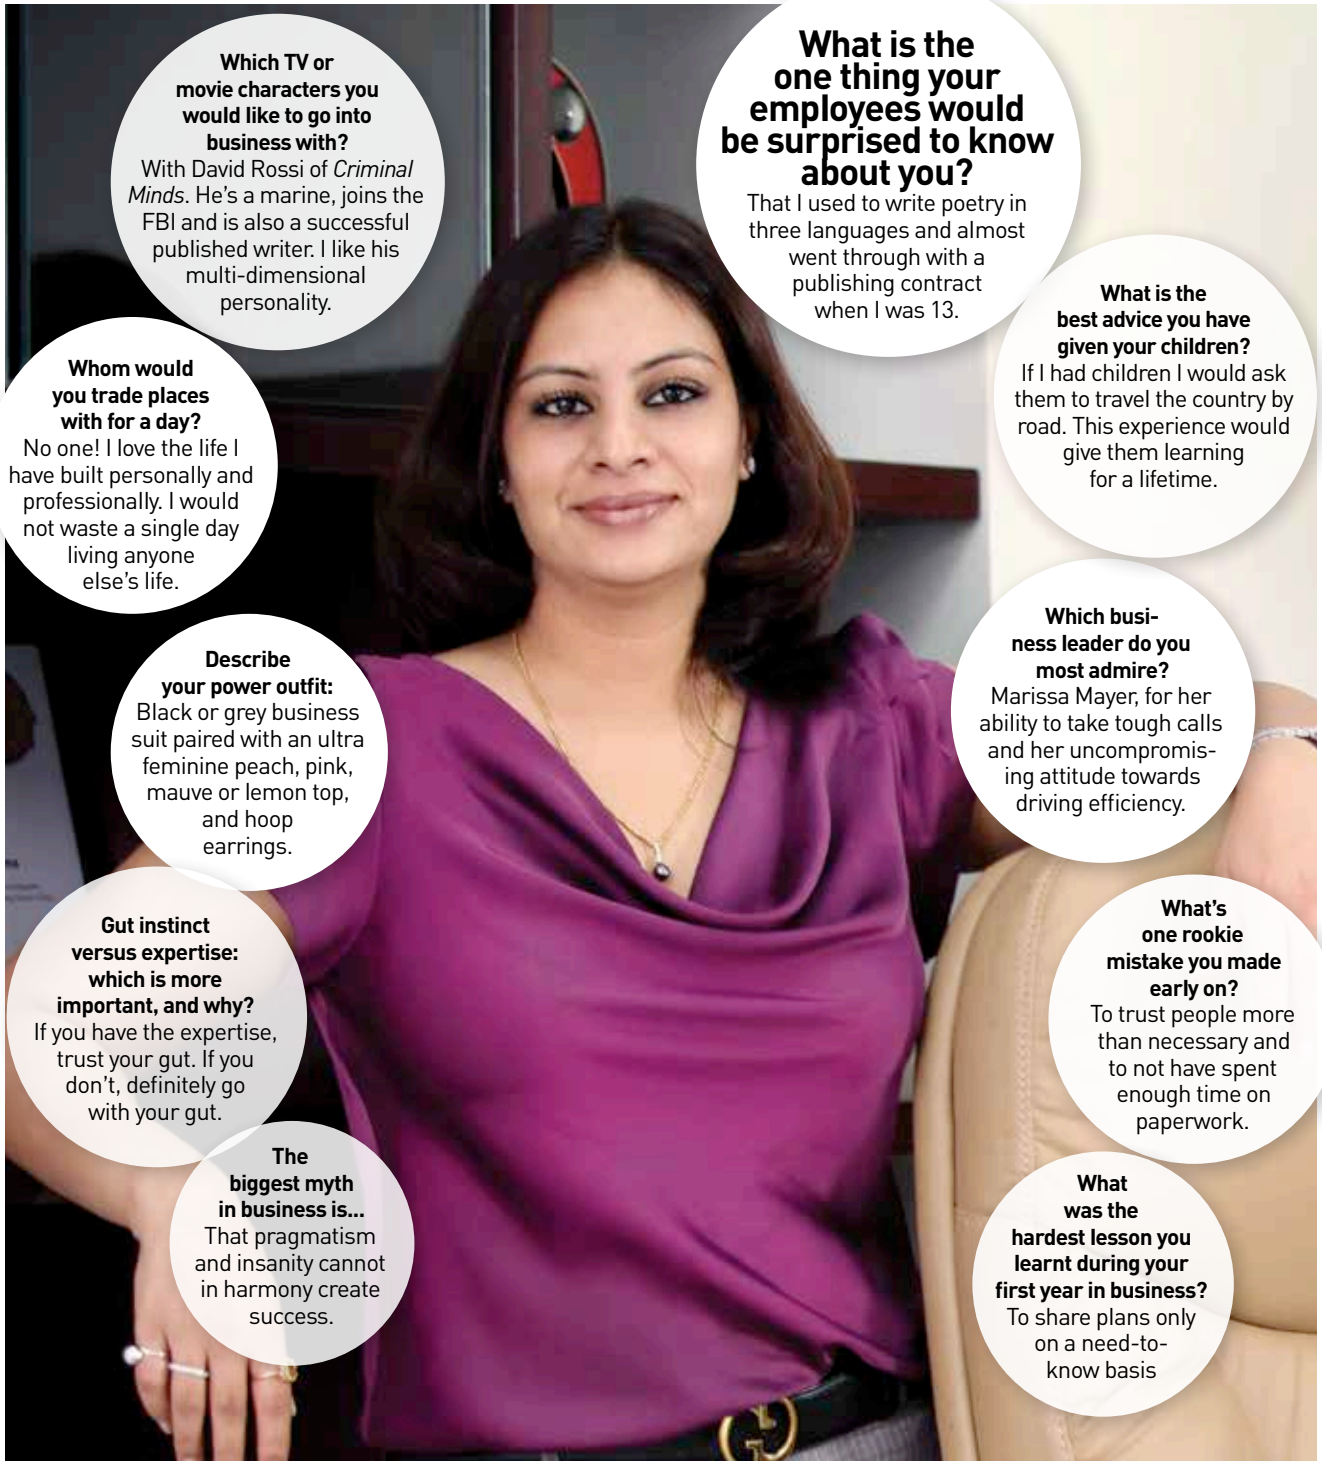 Which TV or
movie characters you
would like to go into
business with?
With David Rossi of Criminal
Minds. He's a marine, joins the
FBI and is also a successful
published writer. I like his
multi-dimensional
personality.
What is the
one thing your
employees would
be surprised to know
about you?
That I used to write poetry in
three languages and almost
went through with a
publishing contract
when I was 13.
Whom would
you trade places
with for a day?
No one! I love the life I
have built personally and
professionally. I would
not waste a single day
living anyone
else's life.
What is the
best advice you have
given your children?
If I had children I would ask
them to travel the country by
road. This experience would
give them learning
for a lifetime.
Describe
your power outfit:
Black or grey business
suit paired with an ultra
feminine peach, pink,
mauve or lemon top,
and hoop
earrings.
Which busi-
ness leader do you
most admire?
Marissa Mayer, for her
ability to take tough calls
and her uncompromis-
ing attitude towards
driving efficiency.
Gut instinct
versus expertise:
which is more
important, and why?
If you have the expertise,
trust your gut. If you
don't, definitely go
with your gut.
What's
one rookie
mistake you made
early on?
To trust people more
than necessary and
to not have spent
enough time on
paperwork.
The
biggest myth
in business is...
That pragmatism
and insanity cannot
in harmony create
success.
What
was the
hardest lesson you
learnt during your
first year in business?
To share plans only
on a need-to-
know basis